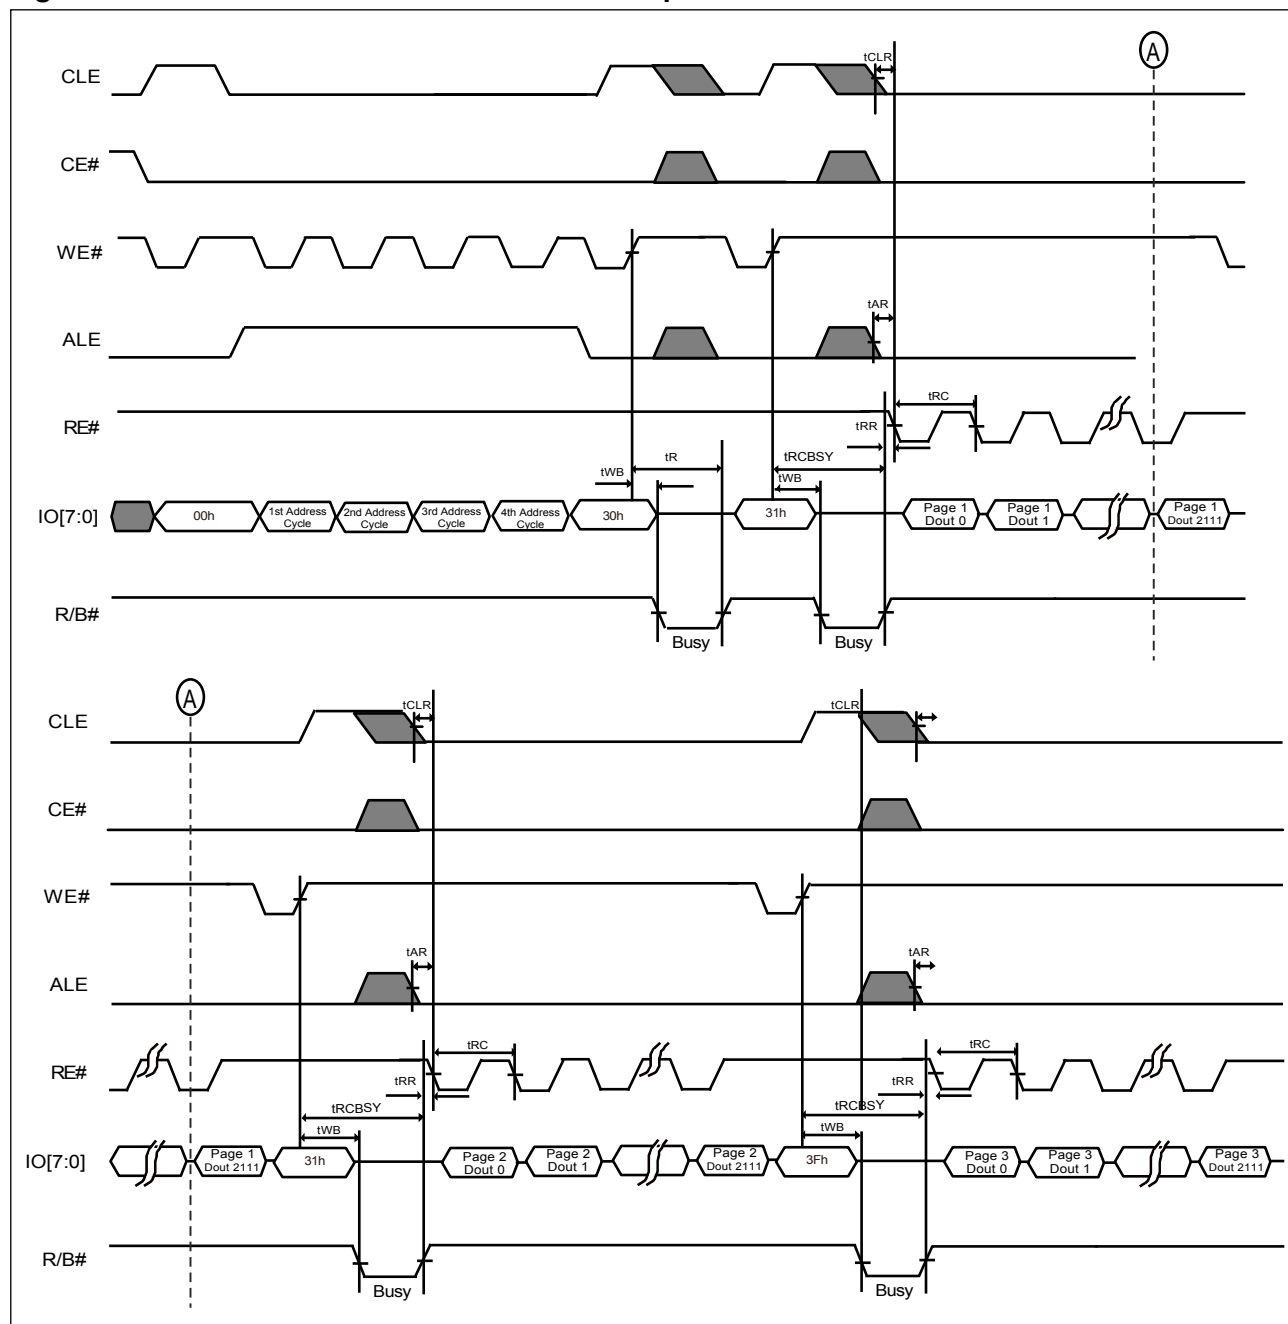 A
tCLR
CLE
CE#
WE#
tAR
ALE
tRC
RE#
tRR
tR
tRCBSY
tWB
tWB
IO[7:0]
00h
1st Address
Cycle
2nd Address
Cycle
3rd Address
Cycle
4th Address
Cycle
30h
31h
Page 1
Dout 0
Page 1
Dout 1
Page 1
Dout 2111
R/B#
Busy
Busy
A
tCLR
tCLR
CLE
CE#
WE#
tAR
tAR
ALE
tRC
tRC
RE#
tRR
tRR
tRCBSY
tRCBSY
tWB
tWB
IO[7:0]
Page 1
Dout 2111
31h
Page 2
Dout 0
Page 2
Dout 1
Page 2
Dout 2111
3Fh
Page 3
Dout 0
Page 3
Dout 1
Page 3
Dout 2111
R/B#
Busy
Busy